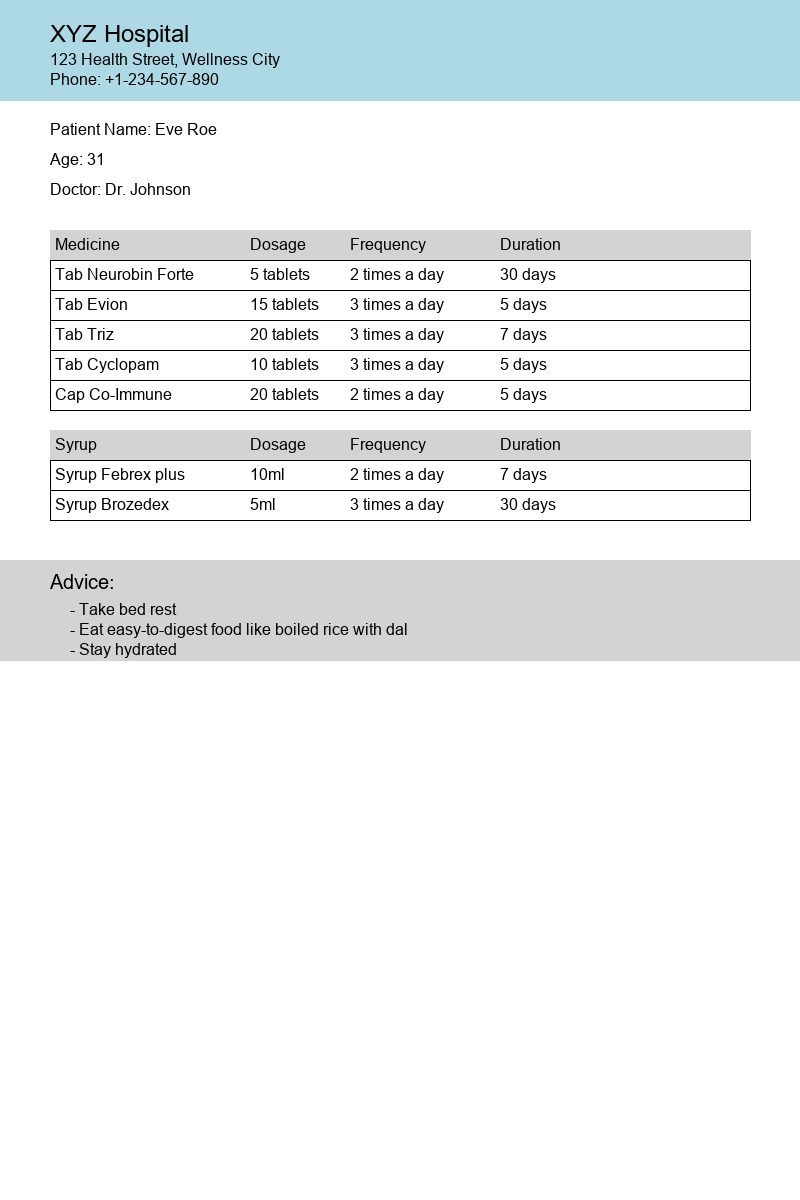 XYZ Hospital
123 Health Street, Wellness City
Phone: +1-234-567-890
Patient Name: Eve Roe
Age: 31
Doctor: Dr. Johnson
Medicine Dosage Frequency Duration
Tab Neurobin Forte 5 tablets 2 times a day 30 days
Tab Evion 15 tablets 3 times a day 5 days
Tab Triz 20 tablets 3 times a day 7 days
Tab Cyclopam 10 tablets 3 times a day 5 days
Cap Co-Immune 20 tablets 2 times a day 5 days
Syrup Dosage Frequency Duration
Syrup Febrex plus 10ml 2 times a day 7 days
Syrup Brozedex 5ml 3 times a day 30 days
Advice:
- Take bed rest
- Eat easy-to-digest food like boiled rice with dal
- Stay hydrated